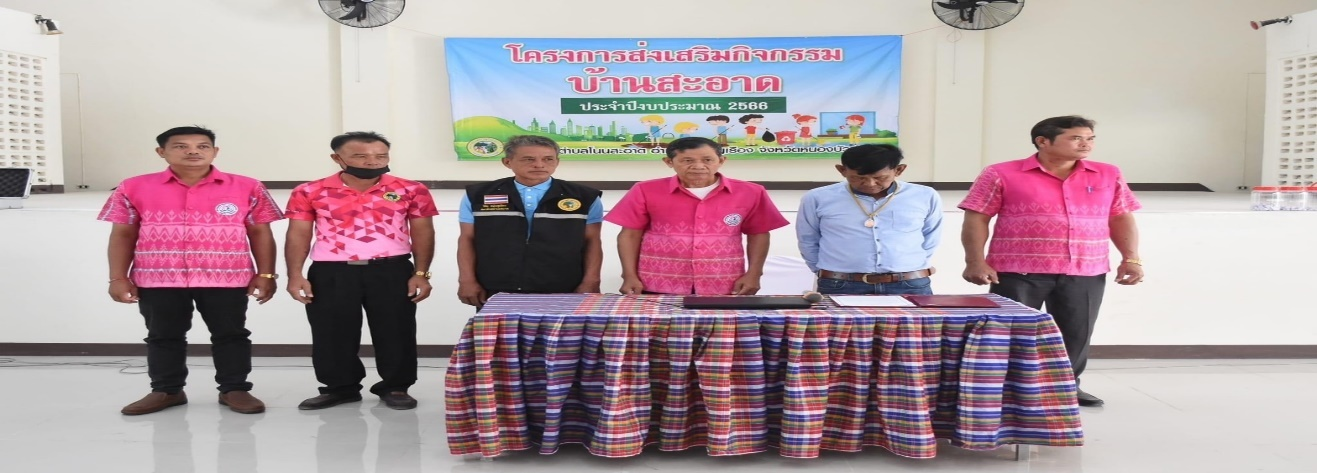 โครงการส่งเสริมกิจกรรม
บ้านสะอาด
ประจำปีงบประมาณ 2566
ตำบลโนนสะอาด จังหวัดหนองบัว